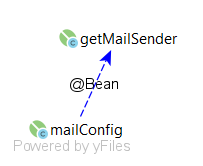 getMailSender
@Bean
mailConfig
Powered by yFiles